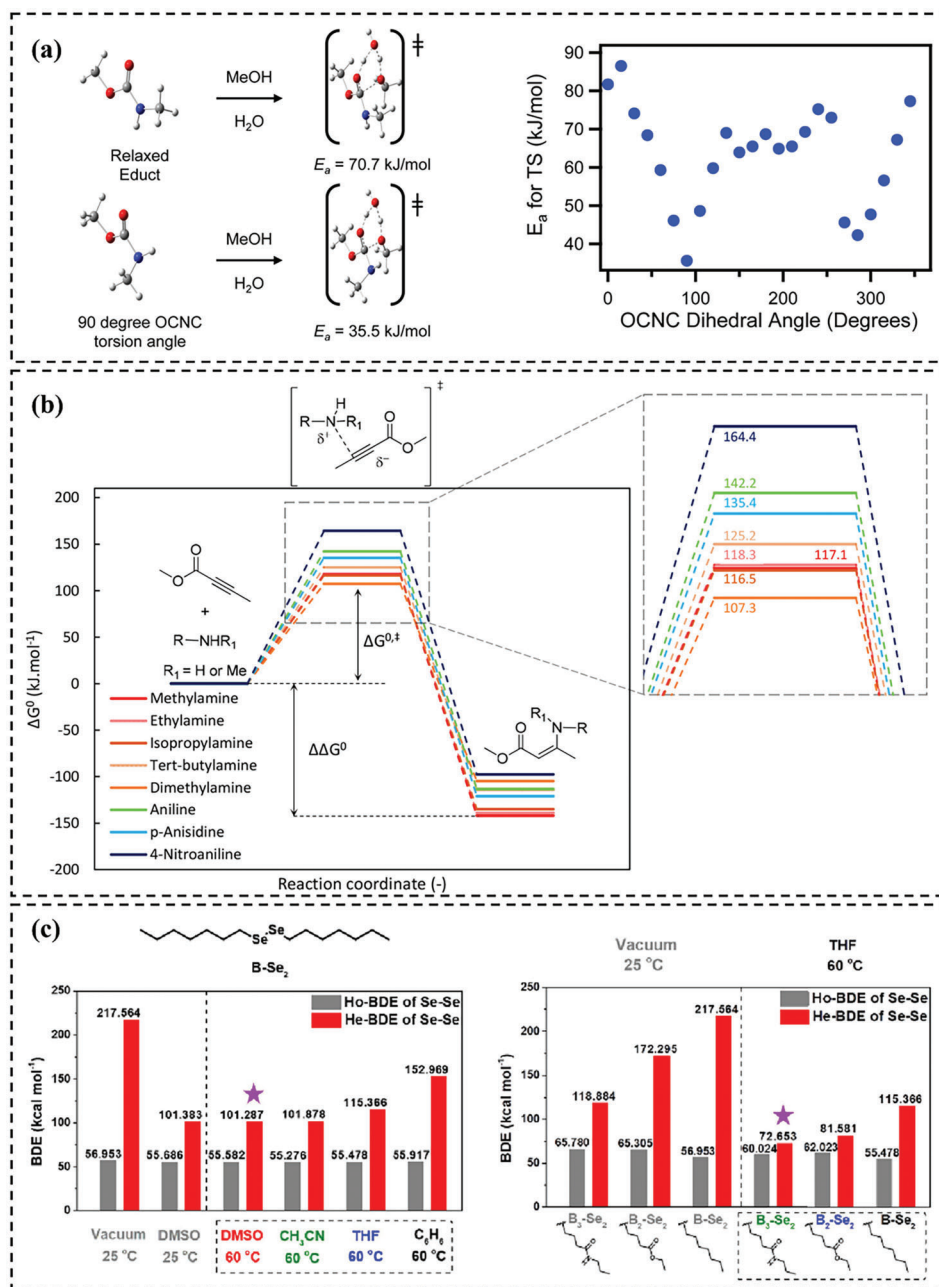 (a)
MeOH
H₂O
Relaxed
Educt
‡
Eₐ = 70.7 kJ/mol
MeOH
H₂O
90 degree OCNC
torsion angle
‡
Eₐ = 35.5 kJ/mol
Eₐ for TS (kJ/mol)
90
80
70
60
50
40
0
100
200
300
OCNC Dihedral Angle (Degrees)
(b)
‡
H
R
N
R₁
δ⁺
O
O
δ⁻
200
150
100
50
0
-50
-100
-150
-200
ΔG⁰ (kJ.mol⁻¹)
O
O
+
R—NHR₁
R₁ = H or Me
ΔG⁰,‡
ΔΔG⁰
R₁
N
R
O
O
Methylamine
Ethylamine
Isopropylamine
Tert-butylamine
Dimethylamine
Aniline
p-Anisidine
4-Nitroaniline
Reaction coordinate (-)
164.4
142.2
135.4
125.2
118.3
117.1
116.5
107.3
(c)
Se
Se
B-Se₂
BDE (kcal mol⁻¹)
250
200
150
100
50
0
Ho-BDE of Se-Se
He-BDE of Se-Se
56.953
217.564
55.686
101.383
55.582
101.287
55.276
101.878
55.478
115.366
55.917
152.969
Vacuum
25 °C
DMSO
25 °C
DMSO
60 °C
CH₃CN
60 °C
THF
60 °C
C₆H₆
60 °C
Vacuum
25 °C
THF
60 °C
BDE (kcal mol⁻¹)
250
200
150
100
50
0
Ho-BDE of Se-Se
He-BDE of Se-Se
65.780
118.884
65.305
172.295
56.953
217.564
60.024
72.653
62.023
81.581
55.478
115.366
B₃-Se₂
B₂-Se₂
B-Se₂
B₃-Se₂
B₂-Se₂
B-Se₂